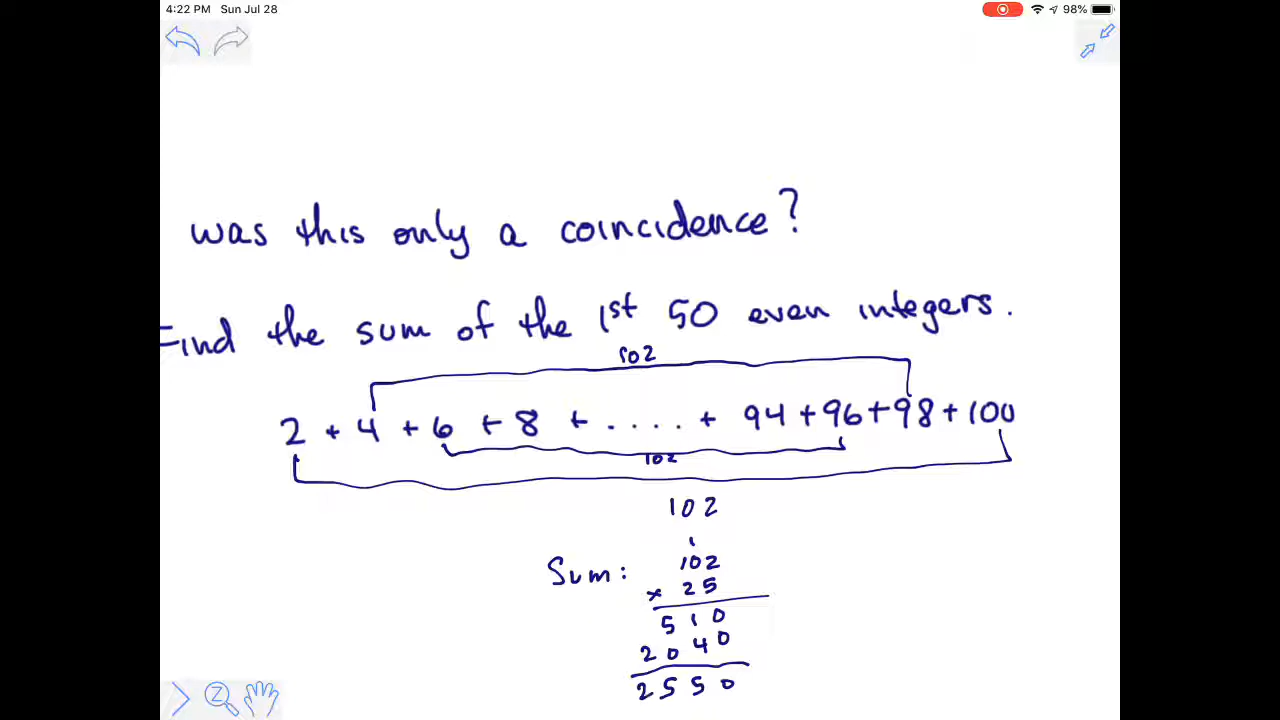 4:22 PM Sun Jul 28 98%
was this only a coincidence?
Find the sum of the 1st 50 even integers.
102
2 + 4 + 6 + 8 + .... + 94 + 96 + 98 + 100
102
102
1
Sum: 102
× 25
510
2040
2550
Z